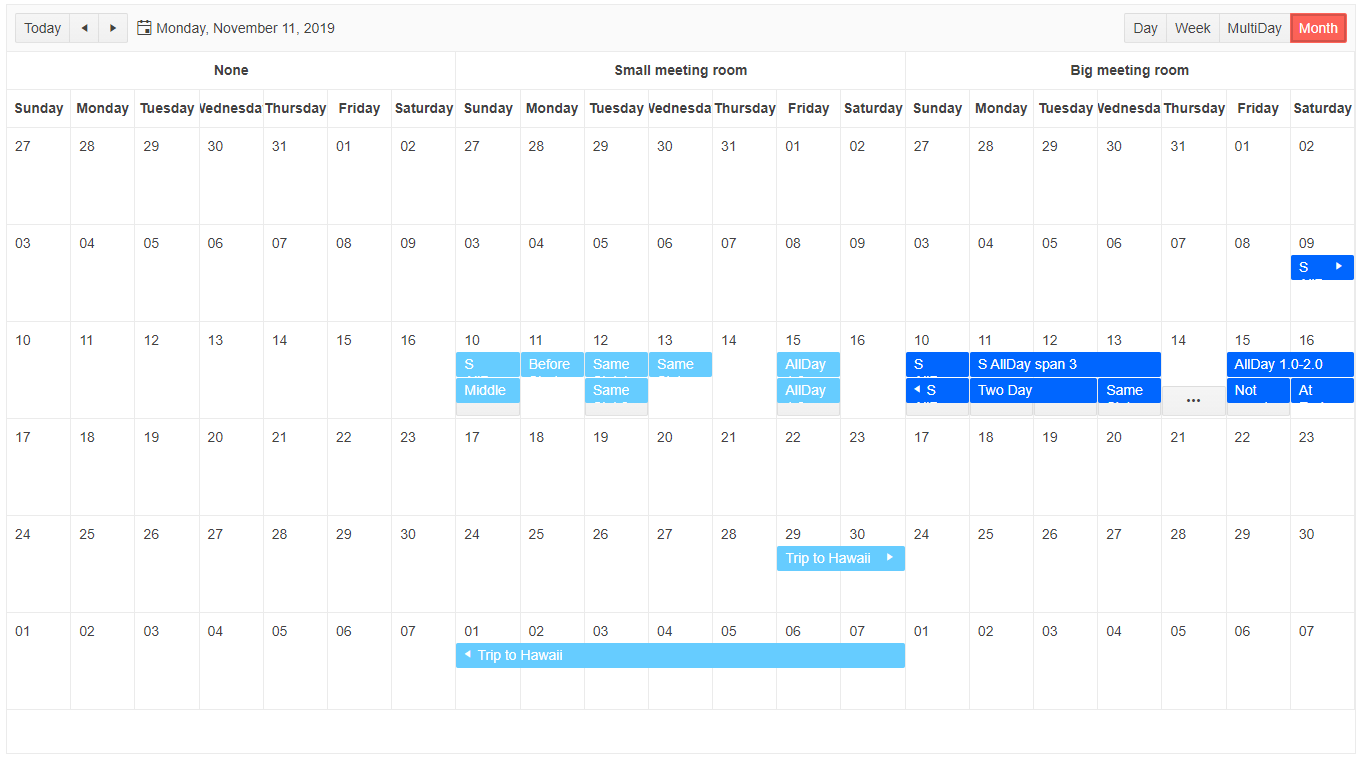 Today Monday, November 11, 2019 Day Week MultiDay Month
None Small meeting room Big meeting room
Sunday Monday Tuesday Wednesda Thursday Friday Saturday Sunday Monday Tuesday Wednesda Thursday Friday Saturday Sunday Monday Tuesday Wednesda Thursday Friday Saturday
27 28 29 30 31 01 02 27 28 29 30 31 01 02 27 28 29 30 31 01 02
03 04 05 06 07 08 09 03 04 05 06 07 08 09 03 04 05 06 07 08 09
S
10 11 12 13 14 15 16 10 11 12 13 14 15 16 10 11 12 13 14 15 16
S Before Same Same AllDay S S AllDay span 3 AllDay 1.0-2.0
Middle Same AllDay S Two Day Same ... Not At
17 18 19 20 21 22 23 17 18 19 20 21 22 23 17 18 19 20 21 22 23
24 25 26 27 28 29 30 24 25 26 27 28 29 30 24 25 26 27 28 29 30
Trip to Hawaii
01 02 03 04 05 06 07 01 02 03 04 05 06 07 01 02 03 04 05 06 07
Trip to Hawaii